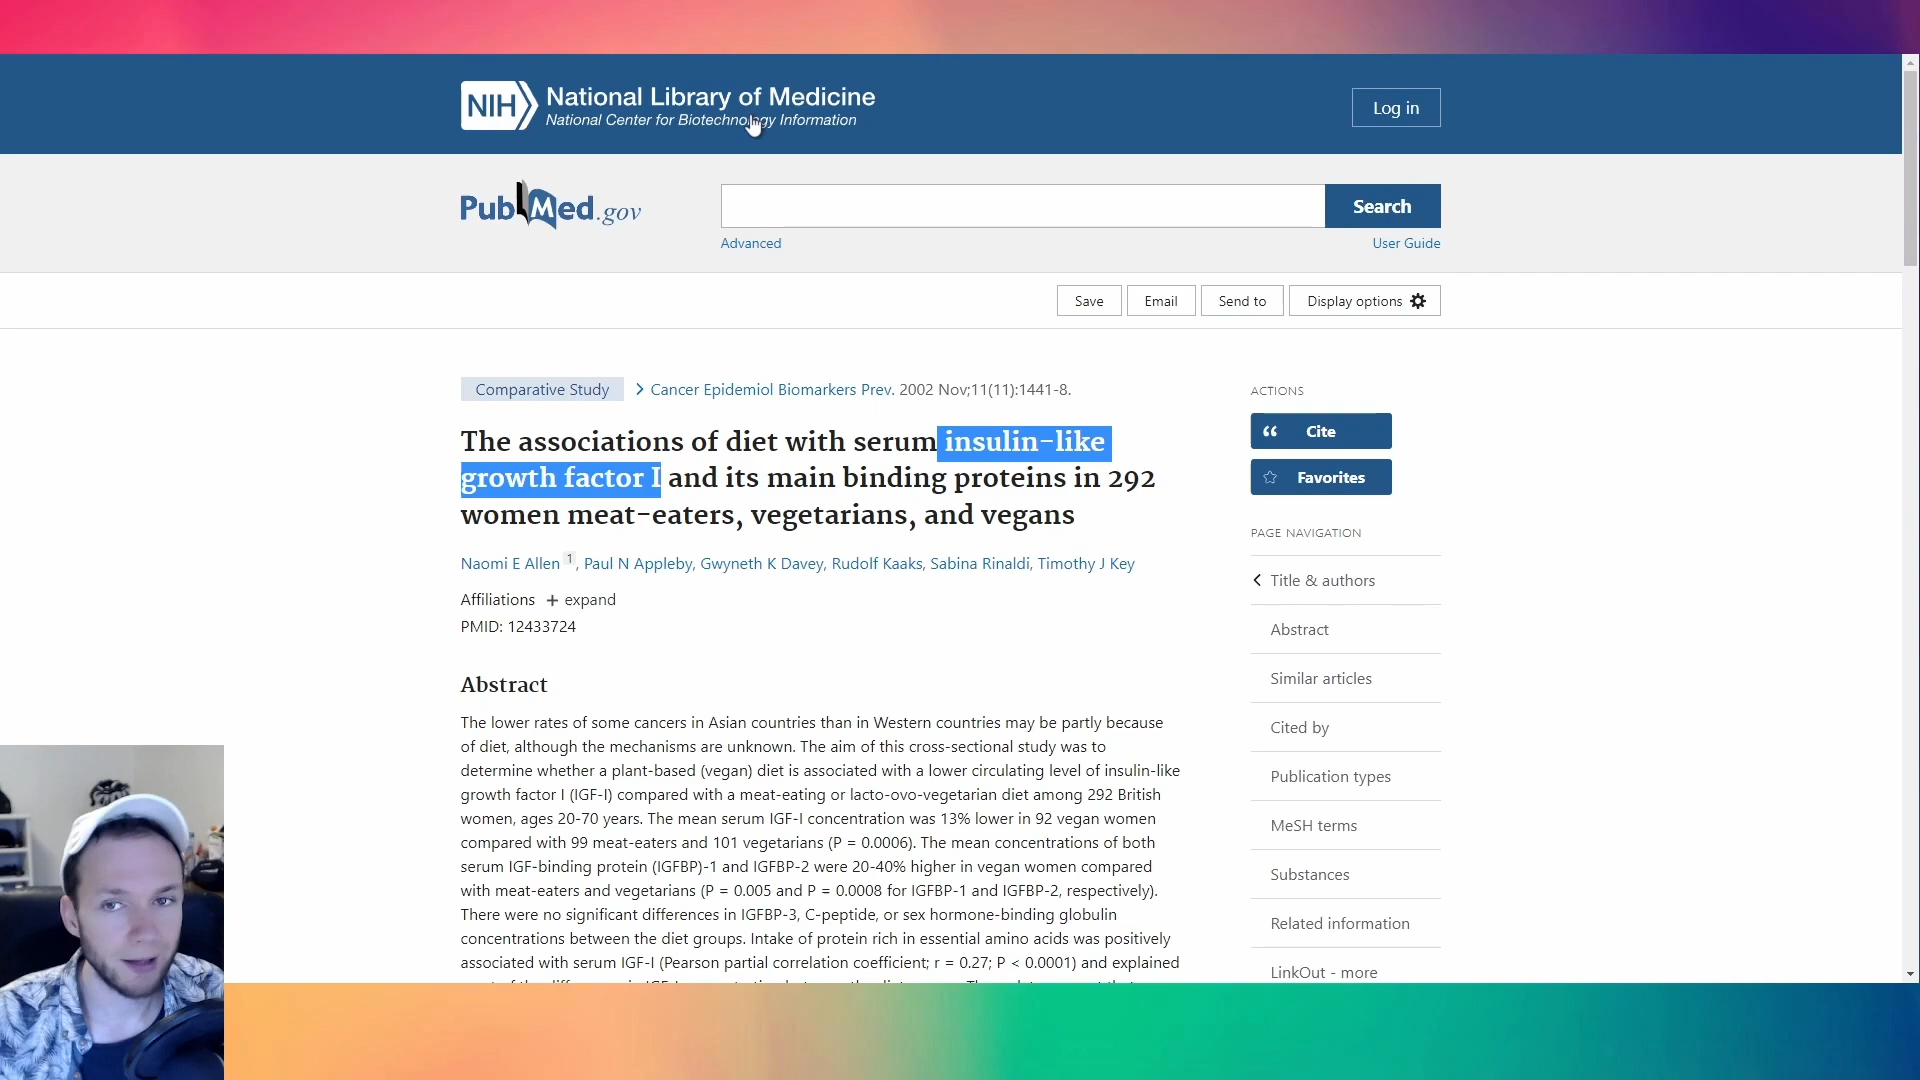 NIH National Library of Medicine
National Center for Biotechnology Information
Log in
PubMed.gov
Search
Advanced
User Guide
Save
Email
Send to
Display options
Comparative Study
Cancer Epidemiol Biomarkers Prev. 2002 Nov;11(11):1441-8.
The associations of diet with serum insulin-like
growth factor I and its main binding proteins in 292
women meat-eaters, vegetarians, and vegans
Naomi E Allen 1, Paul N Appleby, Gwyneth K Davey, Rudolf Kaaks, Sabina Rinaldi, Timothy J Key
Affiliations + expand
PMID: 12433724
Abstract
The lower rates of some cancers in Asian countries than in Western countries may be partly because
of diet, although the mechanisms are unknown. The aim of this cross-sectional study was to
determine whether a plant-based (vegan) diet is associated with a lower circulating level of insulin-like
growth factor I (IGF-I) compared with a meat-eating or lacto-ovo-vegetarian diet among 292 British
women, ages 20-70 years. The mean serum IGF-I concentration was 13% lower in 92 vegan women
compared with 99 meat-eaters and 101 vegetarians (P = 0.0006). The mean concentrations of both
serum IGF-binding protein (IGFBP)-1 and IGFBP-2 were 20-40% higher in vegan women compared
with meat-eaters and vegetarians (P = 0.005 and P = 0.0008 for IGFBP-1 and IGFBP-2, respectively).
There were no significant differences in IGFBP-3, C-peptide, or sex hormone-binding globulin
concentrations between the diet groups. Intake of protein rich in essential amino acids was positively
associated with serum IGF-I (Pearson partial correlation coefficient; r = 0.27; P < 0.0001) and explained
ACTIONS
Cite
Favorites
PAGE NAVIGATION
Title & authors
Abstract
Similar articles
Cited by
Publication types
MeSH terms
Substances
Related information
LinkOut - more